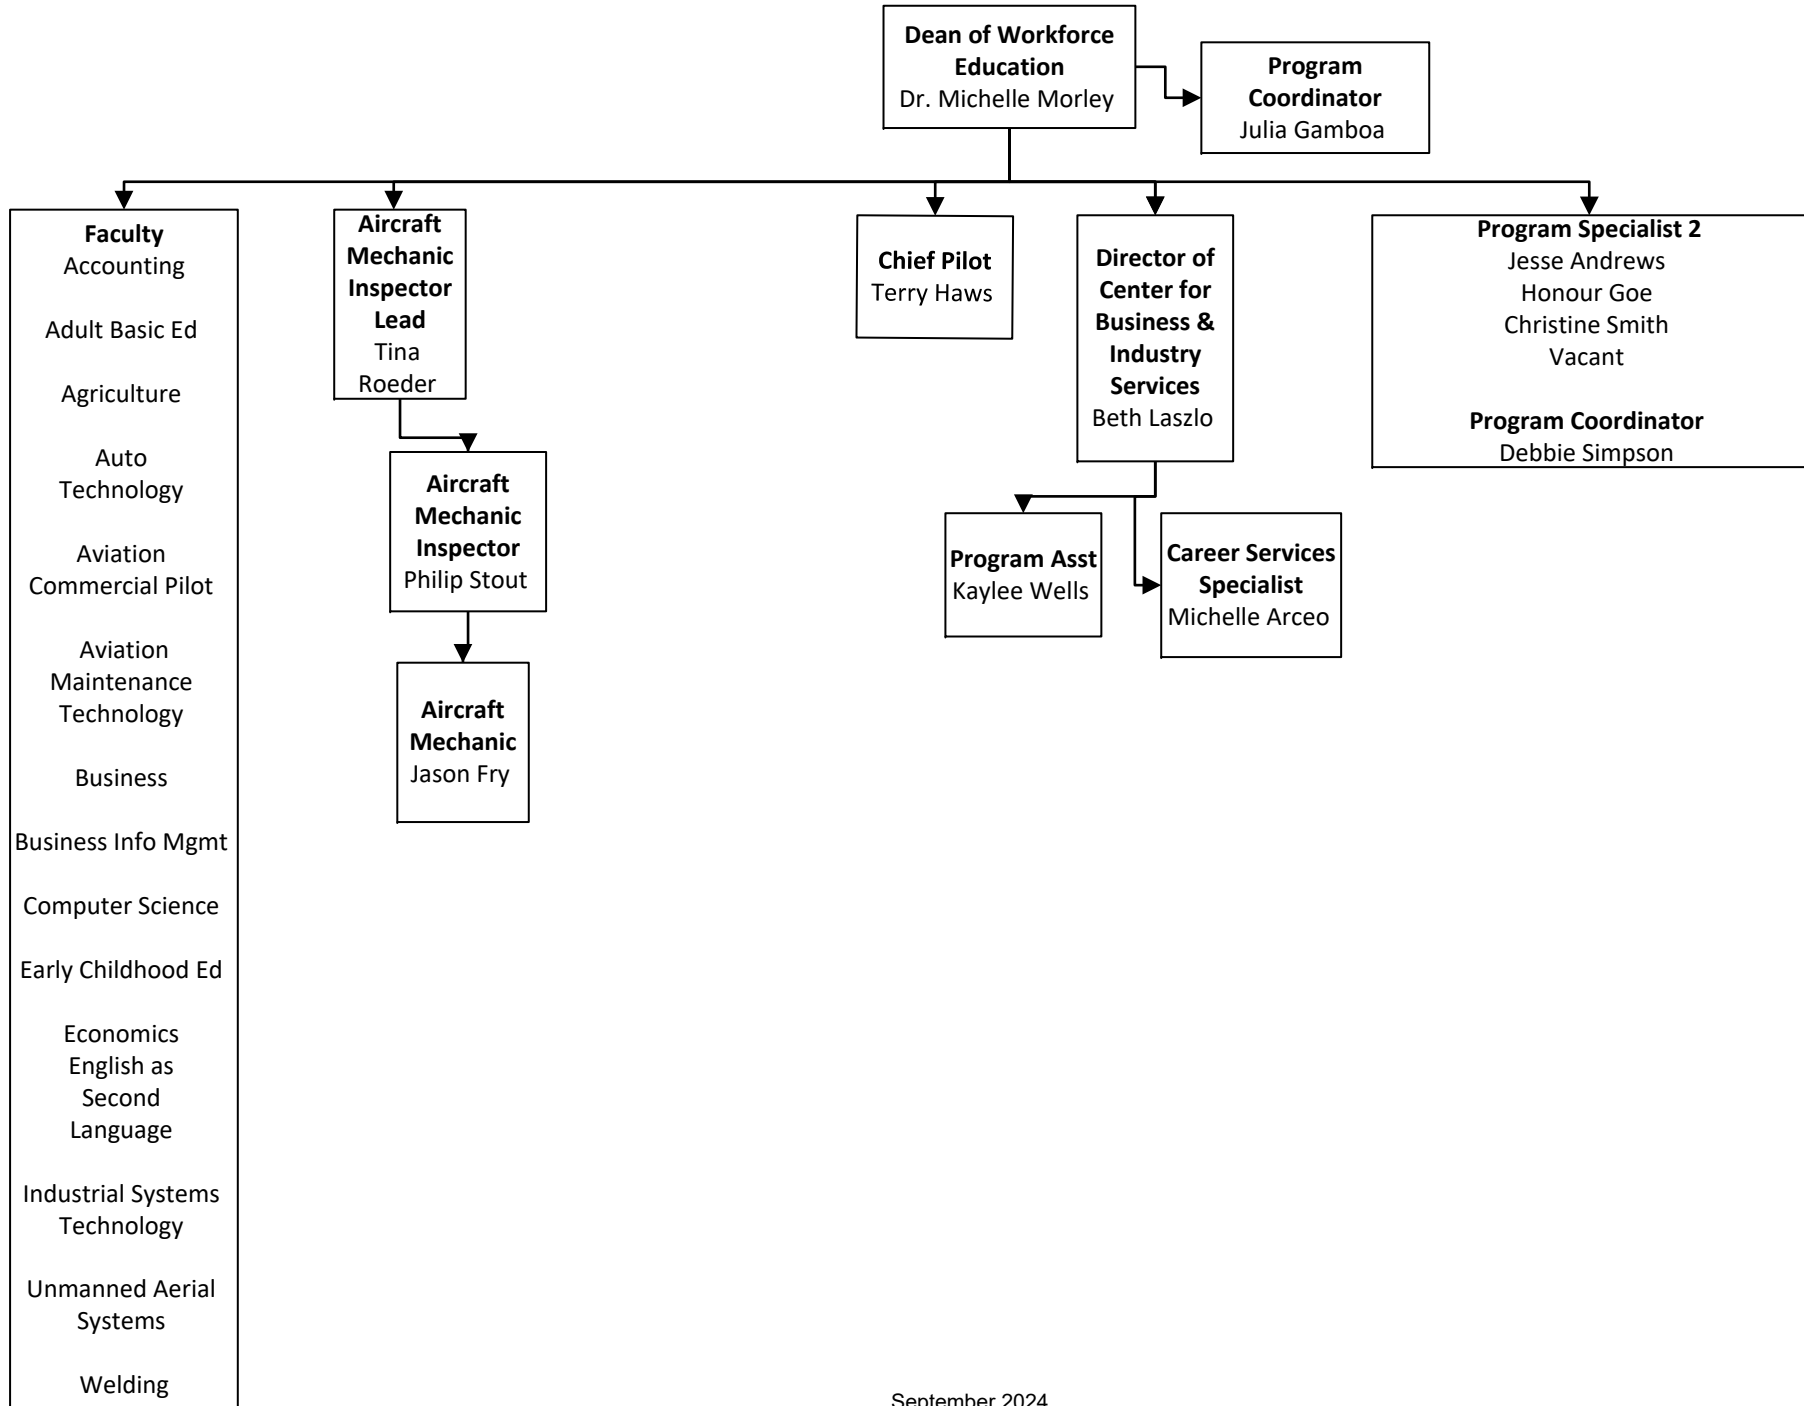 Dean of Workforce
Education
Dr. Michelle Morley
Program
Coordinator
Julia Gamboa
Faculty
Accounting
Adult Basic Ed
Agriculture
Auto
Technology
Aviation
Commercial Pilot
Aviation
Maintenance
Technology
Business
Business Info Mgmt
Computer Science
Early Childhood Ed
Economics
English as
Second
Language
Industrial Systems
Technology
Unmanned Aerial
Systems
Welding
Aircraft
Mechanic
Inspector
Lead
Tina
Roeder
Aircraft
Mechanic
Inspector
Philip Stout
Aircraft
Mechanic
Jason Fry
Chief Pilot
Terry Haws
Director of
Center for
Business &
Industry
Services
Beth Laszlo
Program Asst
Kaylee Wells
Career Services
Specialist
Michelle Arceo
Program Specialist 2
Jesse Andrews
Honour Goe
Christine Smith
Vacant
Program Coordinator
Debbie Simpson
September 2024